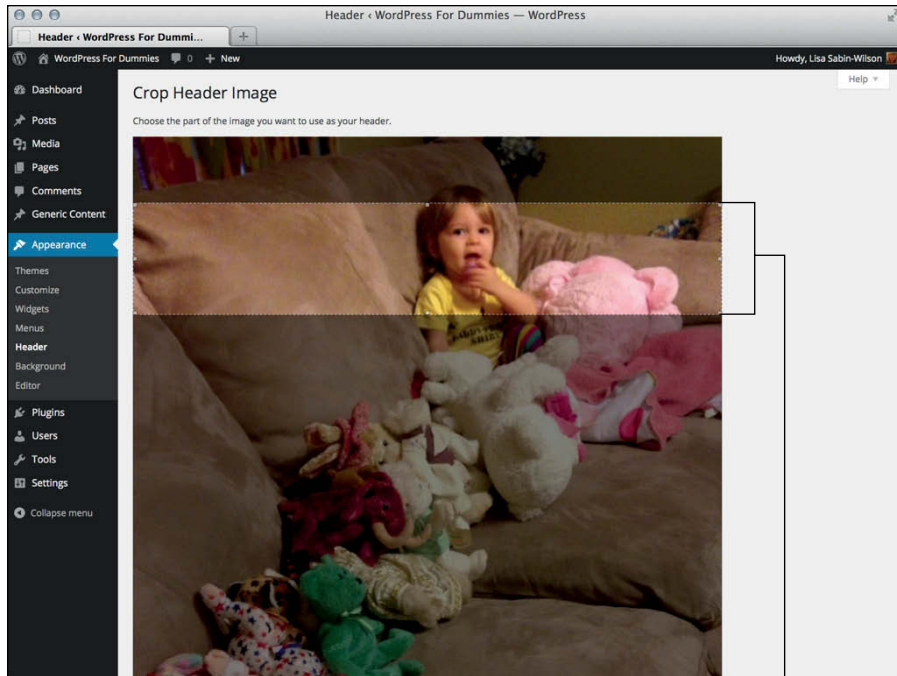 Header ‹ WordPress For Dummies — WordPress
Header ‹ WordPress For Dummi...
WordPress For Dummies 0 + New
Howdy, Lisa Sabin-Wilson
Help
Dashboard
Posts
Media
Pages
Comments
Generic Content
Appearance
Themes
Customize
Widgets
Menus
Header
Background
Editor
Plugins
Users
Tools
Settings
Collapse menu
Crop Header Image
Choose the part of the image you want to use as your header.